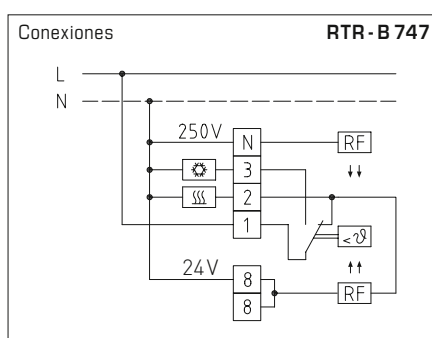 Conexiones RTR-B 747
L
N
250V N RF
3
2
1 <ϑ
24V 8
8 RF